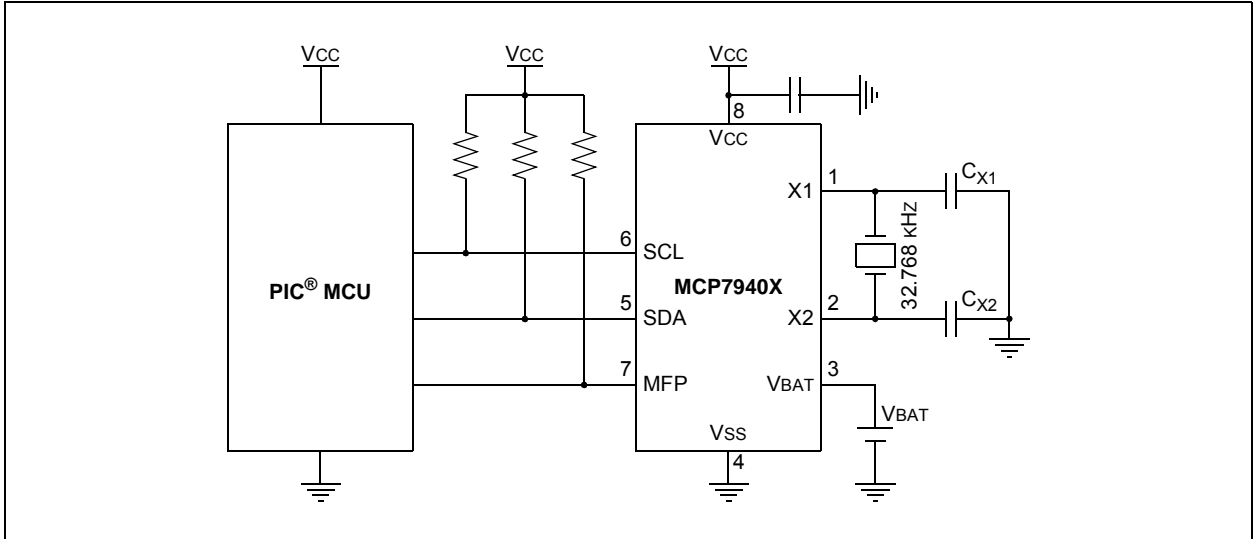 VCC
VCC
VCC
8
VCC
X1
1
CX1
32.768 KHZ
6
SCL
PIC® MCU
MCP7940X
5
SDA
X2
2
CX2
7
MFP
VBAT
3
VBAT
VSS
4